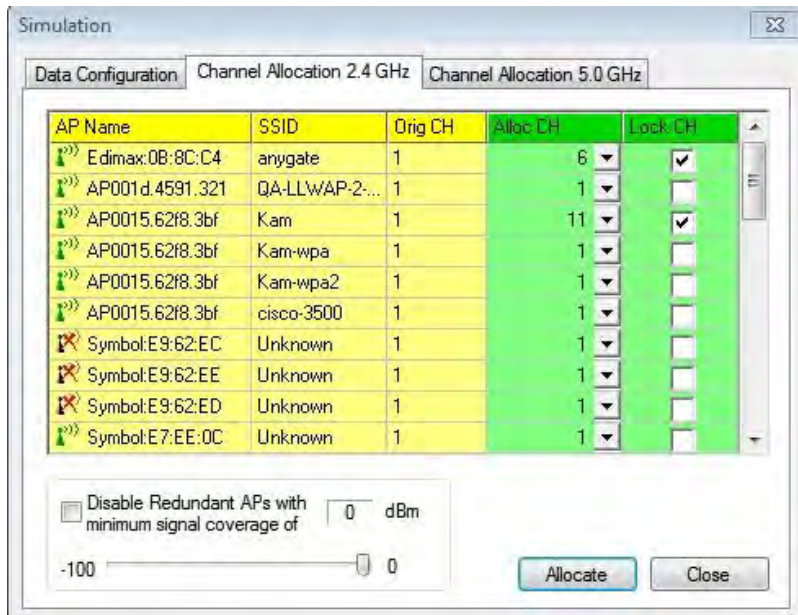 Simulation
Data Configuration Channel Allocation 2.4 GHz Channel Allocation 5.0 GHz
AP Name SSID Orig CH Alloc CH Lock CH
Edimax:0B:8C:C4 anygate 1 6
AP001d.4591.321 QA-LLWAP-2-... 1 1
AP0015.62f8.3bf Kam 1 11
AP0015.62f8.3bf Kam-wpa 1 1
AP0015.62f8.3bf Kam-wpa2 1 1
AP0015.62f8.3bf cisco-3500 1 1
Symbol:E9:62:EC Unknown 1 1
Symbol:E9:62:EE Unknown 1 1
Symbol:E9:62:ED Unknown 1 1
Symbol:E7:EE:0C Unknown 1 1
Disable Redundant APs with
minimum signal coverage of 0 dBm
-100 0
Allocate Close